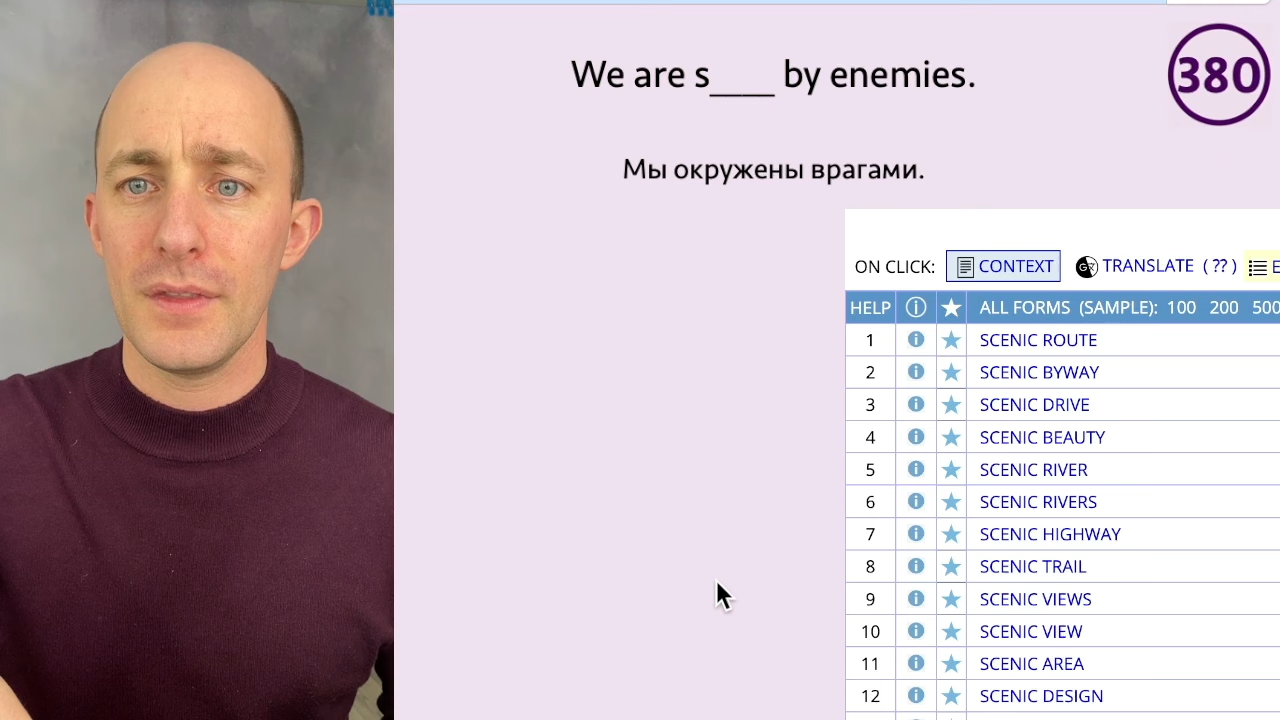 We are s____ by enemies.
380
Мы окружены врагами.
ON CLICK: CONTEXT TRANSLATE ( ?? ) E
HELP ALL FORMS (SAMPLE): 100 200 500
1 SCENIC ROUTE
2 SCENIC BYWAY
3 SCENIC DRIVE
4 SCENIC BEAUTY
5 SCENIC RIVER
6 SCENIC RIVERS
7 SCENIC HIGHWAY
8 SCENIC TRAIL
9 SCENIC VIEWS
10 SCENIC VIEW
11 SCENIC AREA
12 SCENIC DESIGN